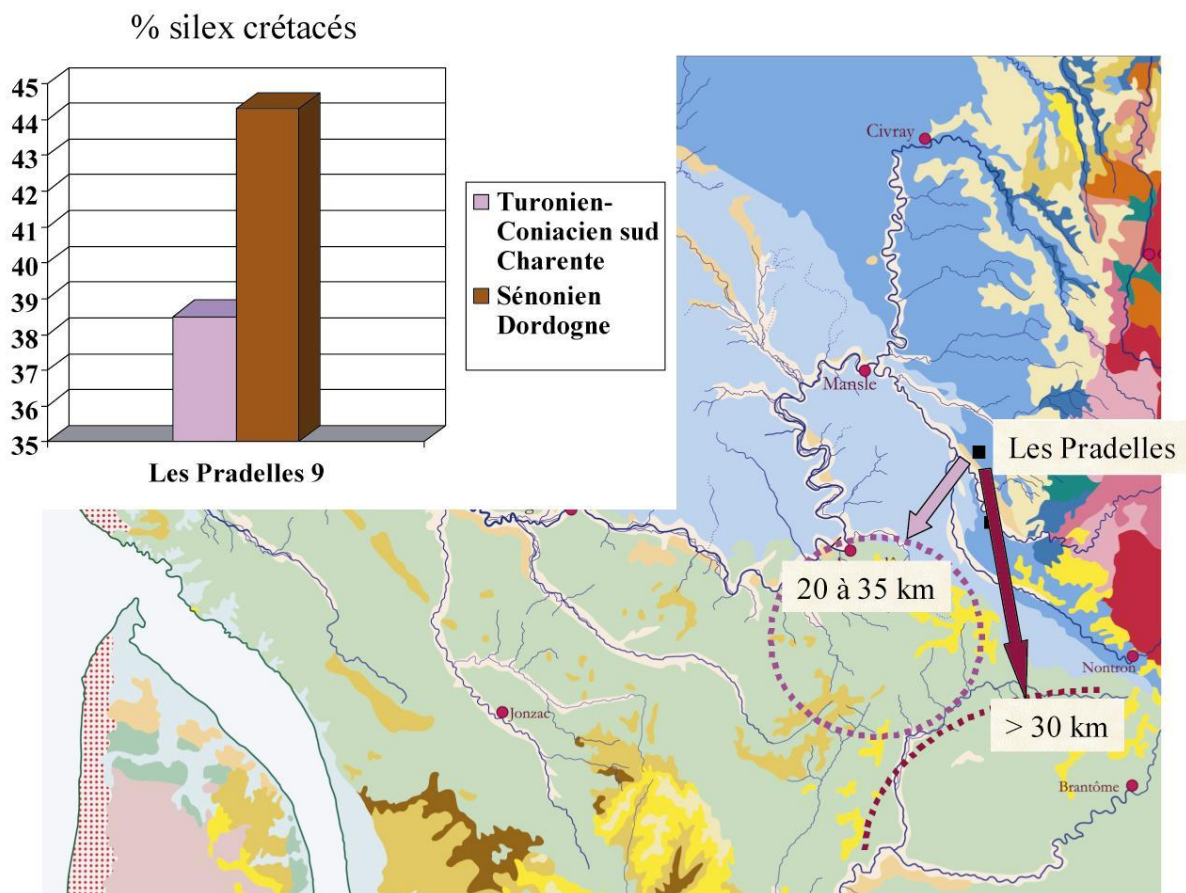 % silex crétacés
45
44
43
42
41
40
39
38
37
36
35
Les Pradelles 9
Turonien-
Coniacien sud
Charente
Sénonien
Dordogne
Civray
Mansle
Les Pradelles
20 à 35 km
Nontron
Jonzac
> 30 km
Brantôme